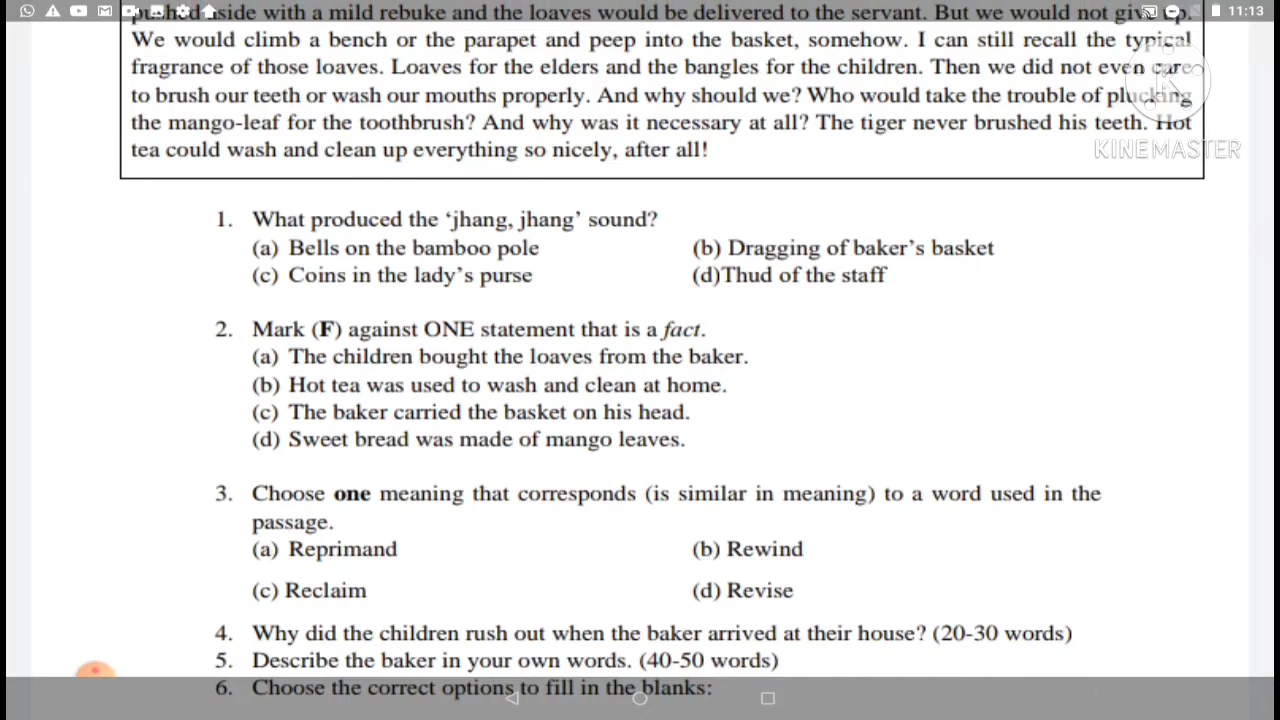 11:13
pushed aside with a mild rebuke and the loaves would be delivered to the servant. But we would not give up.
We would climb a bench or the parapet and peep into the basket, somehow. I can still recall the typical
fragrance of those loaves. Loaves for the elders and the bangles for the children. Then we did not even care
to brush our teeth or wash our mouths properly. And why should we? Who would take the trouble of plucking
the mango-leaf for the toothbrush? And why was it necessary at all? The tiger never brushed his teeth. Hot
tea could wash and clean up everything so nicely, after all!
KINEMASTER
1. What produced the ‘jhang, jhang’ sound?
(a) Bells on the bamboo pole (b) Dragging of baker’s basket
(c) Coins in the lady’s purse (d)Thud of the staff
2. Mark (F) against ONE statement that is a fact.
(a) The children bought the loaves from the baker.
(b) Hot tea was used to wash and clean at home.
(c) The baker carried the basket on his head.
(d) Sweet bread was made of mango leaves.
3. Choose one meaning that corresponds (is similar in meaning) to a word used in the
passage.
(a) Reprimand (b) Rewind
(c) Reclaim (d) Revise
4. Why did the children rush out when the baker arrived at their house? (20-30 words)
5. Describe the baker in your own words. (40-50 words)
6. Choose the correct options to fill in the blanks: